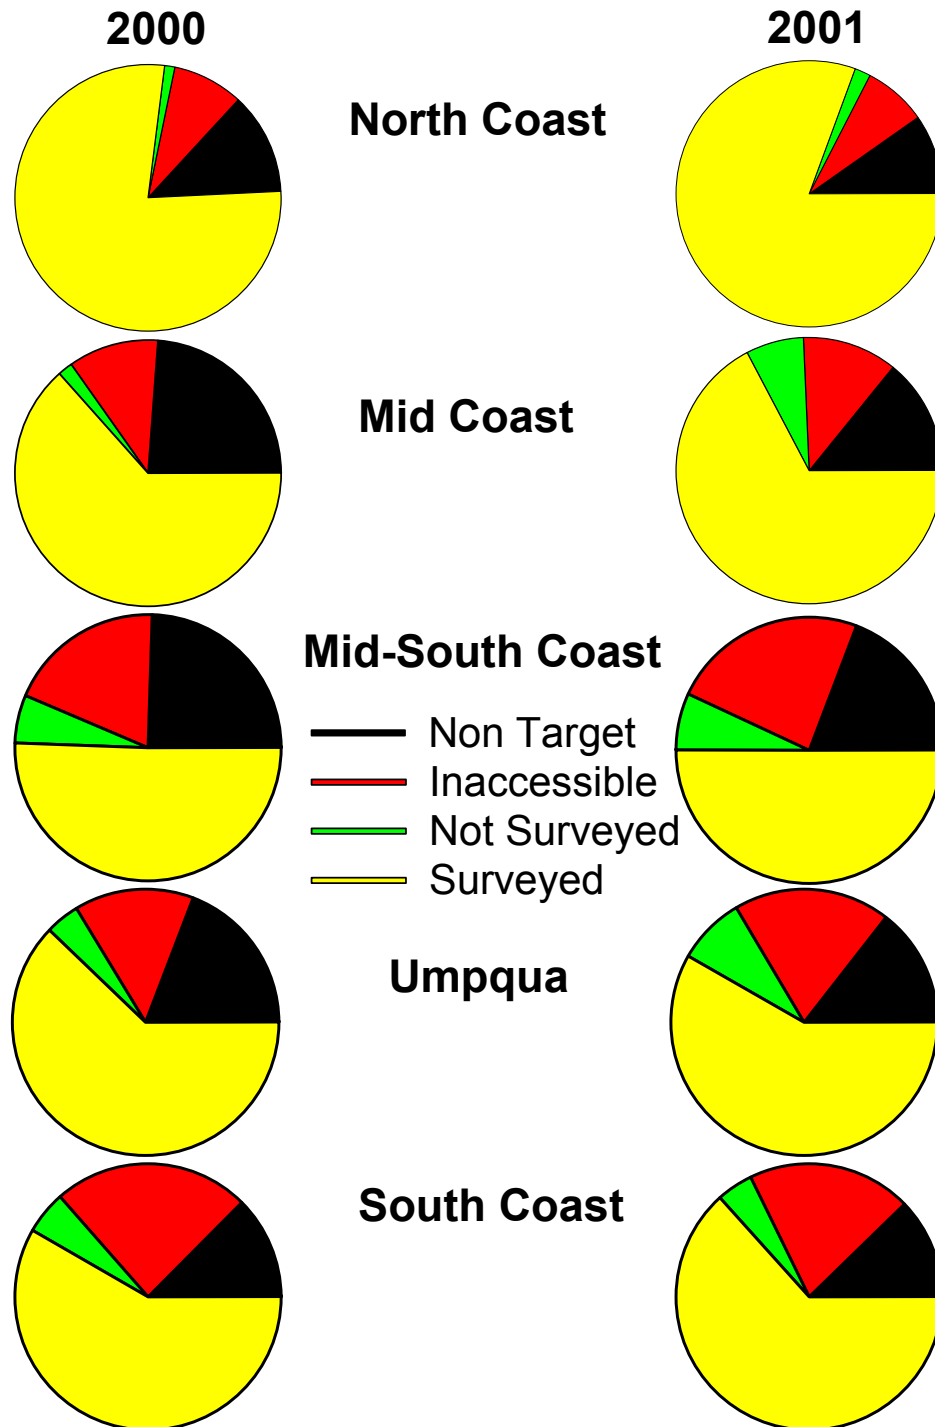 2000
2001
North Coast
Mid Coast
Mid-South Coast
Non Target
Inaccessible
Not Surveyed
Surveyed
Umpqua
South Coast